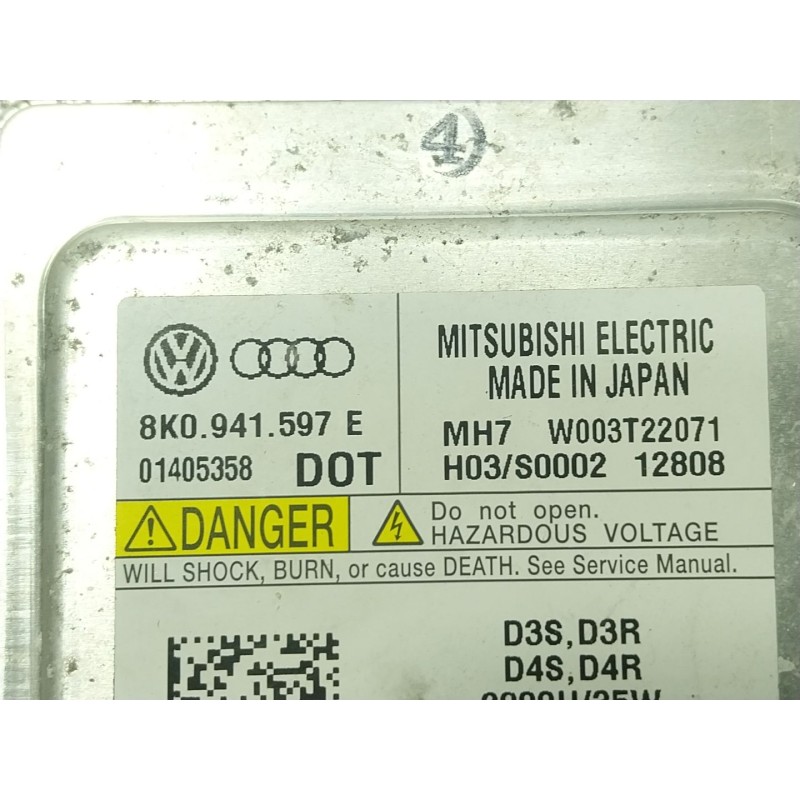 4
VW
8K0.941.597 E
01405358 DOT
MITSUBISHI ELECTRIC
MADE IN JAPAN
MH7 W003T22071
H03/S0002 12808
DANGER
Do not open.
HAZARDOUS VOLTAGE
WILL SHOCK, BURN, or cause DEATH. See Service Manual.
D3S,D3R
D4S,D4R